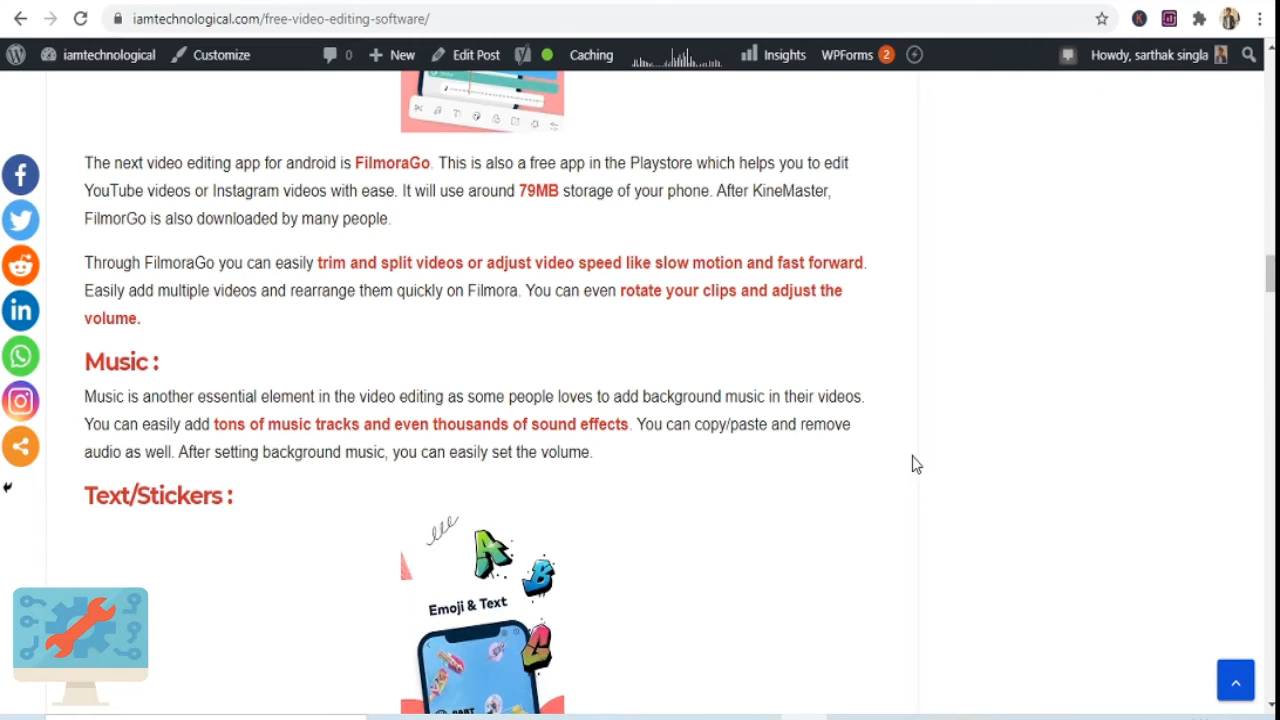 iamtechnological.com/free-video-editing-software/
iamtechnological Customize 0 New Edit Post Caching Insights WPForms 2 Howdy, sarthak singla
The next video editing app for android is FilmoraGo. This is also a free app in the Playstore which helps you to edit
YouTube videos or Instagram videos with ease. It will use around 79MB storage of your phone. After KineMaster,
FilmorGo is also downloaded by many people.
Through FilmoraGo you can easily trim and split videos or adjust video speed like slow motion and fast forward.
Easily add multiple videos and rearrange them quickly on Filmora. You can even rotate your clips and adjust the
volume.
Music :
Music is another essential element in the video editing as some people loves to add background music in their videos.
You can easily add tons of music tracks and even thousands of sound effects. You can copy/paste and remove
audio as well. After setting background music, you can easily set the volume.
Text/Stickers :
A
B
Emoji & Text
C